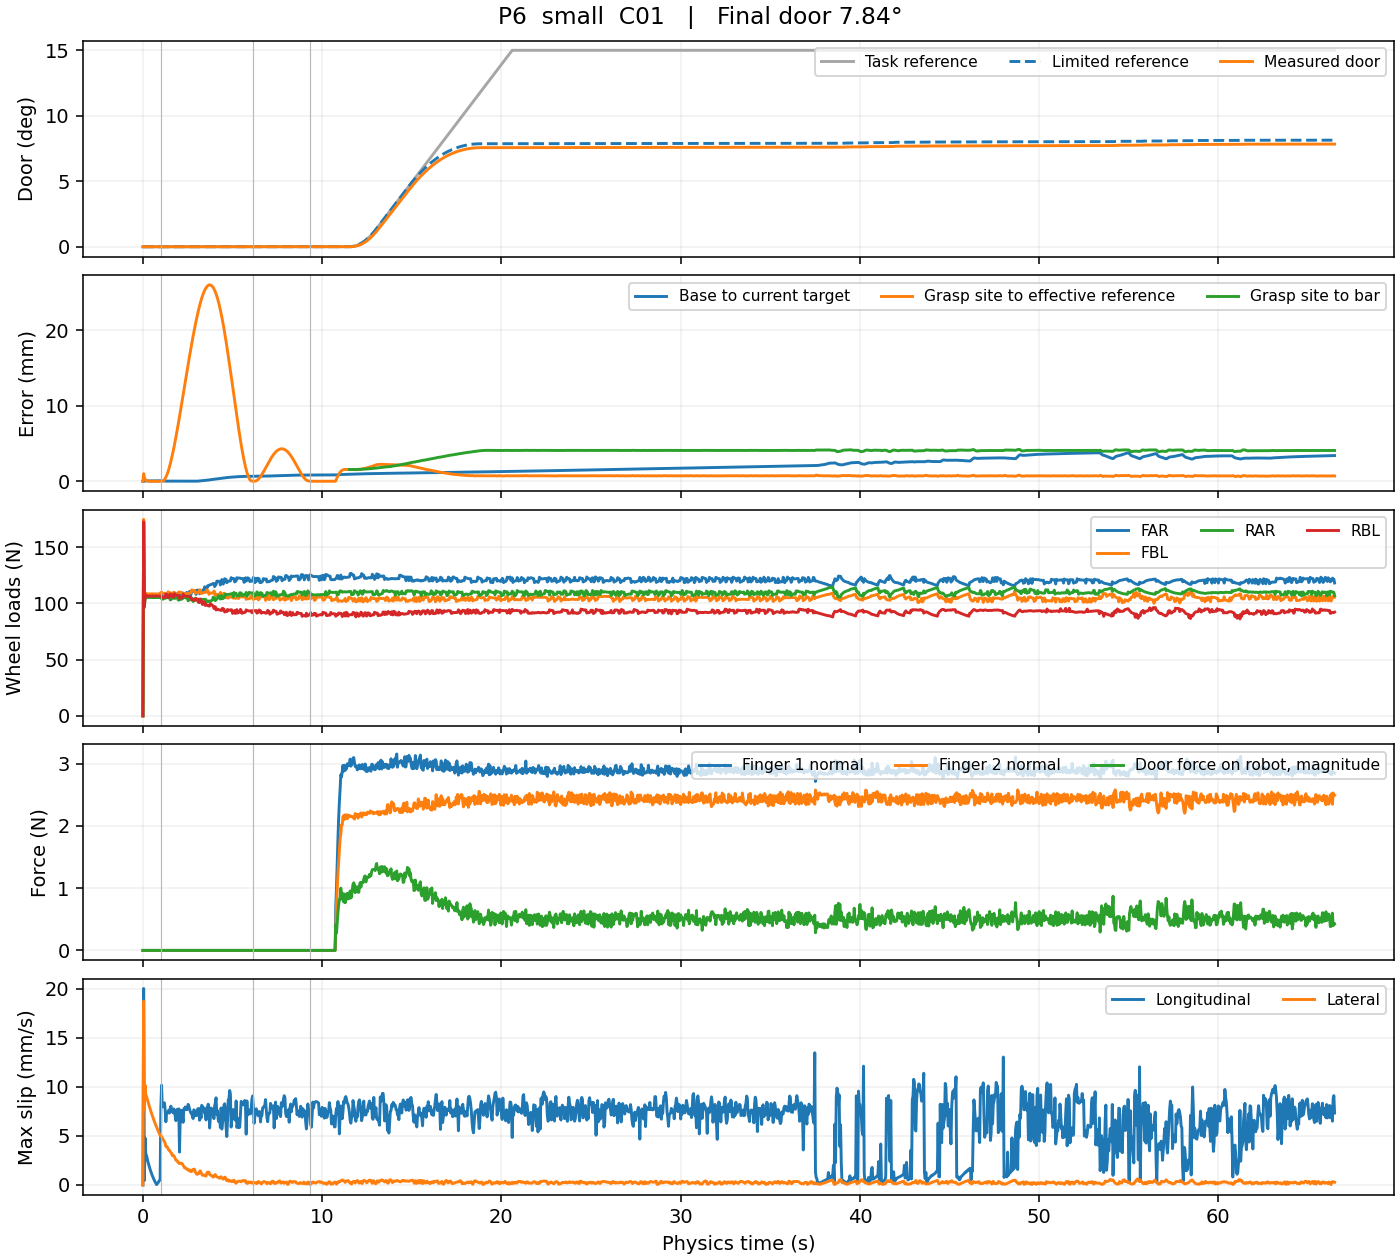 P6  small  C01   |   Final door 7.84°
15
Task reference
Limited reference
Measured door
10
5
0
Door (deg)
Base to current target
Grasp site to effective reference
Grasp site to bar
20
10
0
Error (mm)
FAR
RAR
RBL
FBL
150
100
50
0
Wheel loads (N)
3
Finger 1 normal
Finger 2 normal
Door force on robot, magnitude
2
1
0
Force (N)
20
Longitudinal
Lateral
15
10
5
0
Max slip (mm/s)
0
10
20
30
40
50
60
Physics time (s)